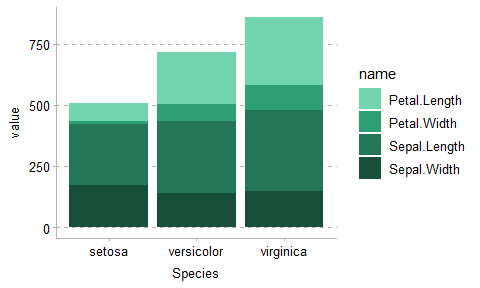 value
750
500
250
0
setosa versicolor virginica
Species
name
Petal.Length
Petal.Width
Sepal.Length
Sepal.Width